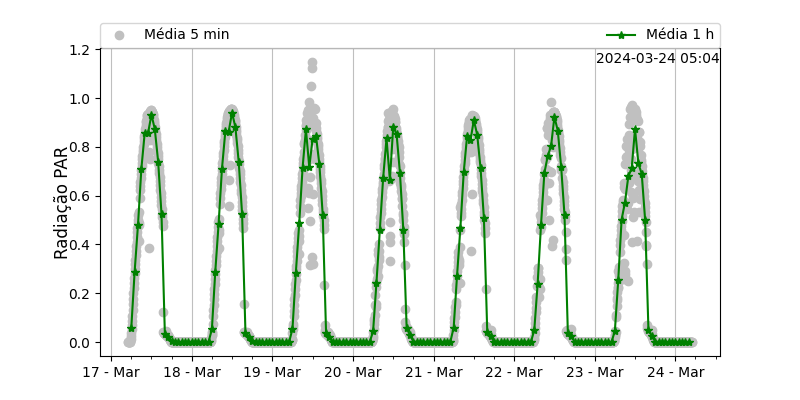 Média 5 min
Média 1 h
2024-03-24 05:04
Radiação PAR
1.2
1.0
0.8
0.6
0.4
0.2
0.0
17 - Mar 18 - Mar 19 - Mar 20 - Mar 21 - Mar 22 - Mar 23 - Mar 24 - Mar